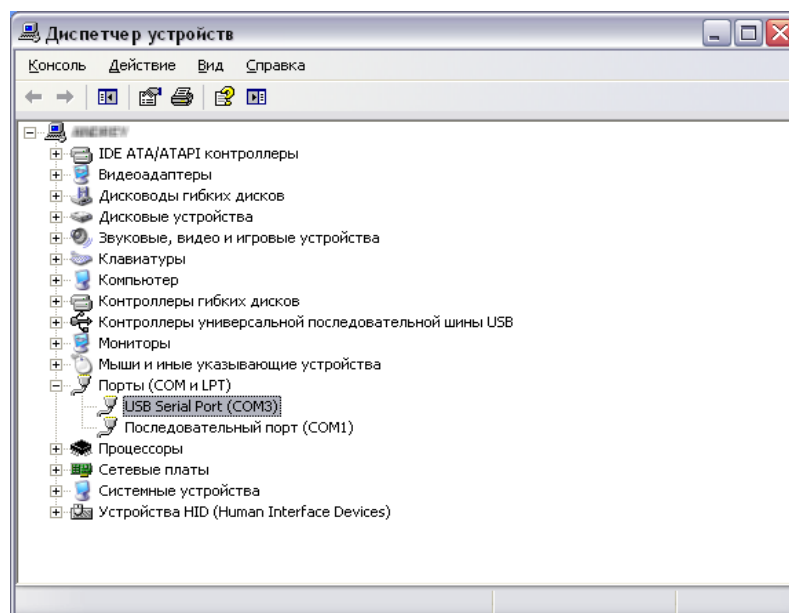 Диспетчер устройств
Консоль Действие Вид Справка
IDE ATA/ATAPI контроллеры
Видеоадаптеры
Дисководы гибких дисков
Дисковые устройства
Звуковые, видео и игровые устройства
Клавиатуры
Компьютер
Контроллеры гибких дисков
Контроллеры универсальной последовательной шины USB
Мониторы
Мыши и иные указывающие устройства
Порты (COM и LPT)
USB Serial Port (COM3)
Последовательный порт (COM1)
Процессоры
Сетевые платы
Системные устройства
Устройства HID (Human Interface Devices)